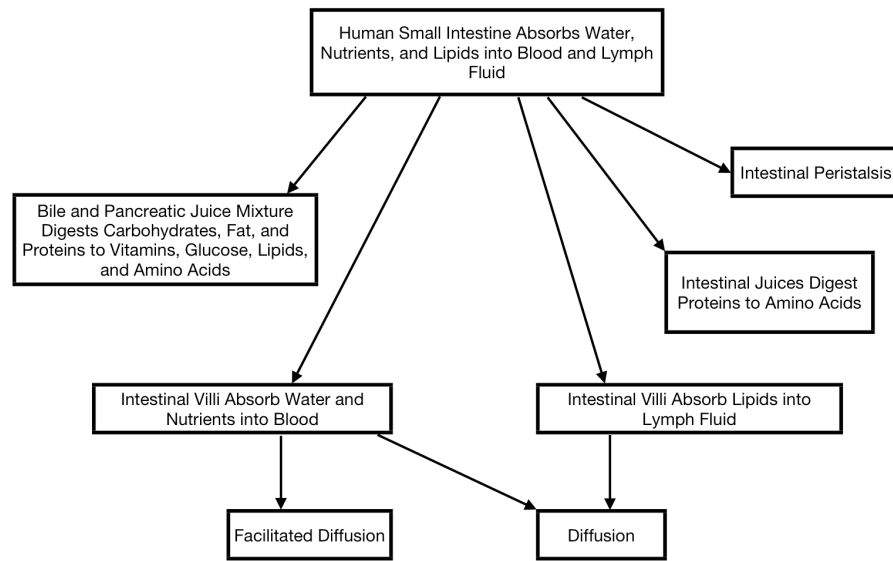 Human Small Intestine Absorbs Water,
Nutrients, and Lipids into Blood and Lymph
Fluid
Intestinal Peristalsis
Bile and Pancreatic Juice Mixture
Digests Carbohydrates, Fat, and
Proteins to Vitamins, Glucose, Lipids,
and Amino Acids
Intestinal Juices Digest
Proteins to Amino Acids
Intestinal Villi Absorb Water and
Nutrients into Blood
Intestinal Villi Absorb Lipids into
Lymph Fluid
Facilitated Diffusion
Diffusion